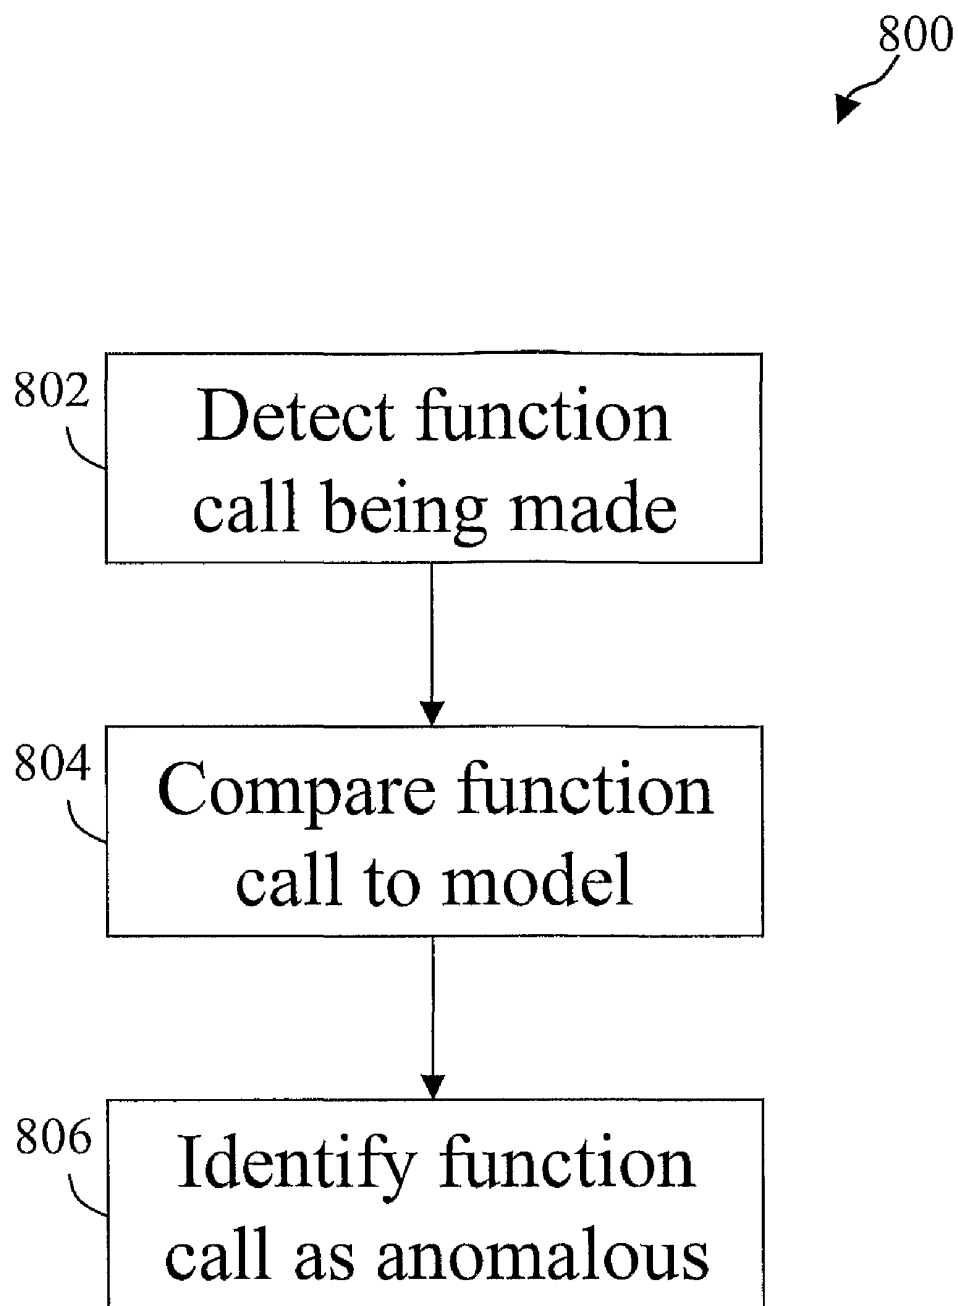 800
802
Detect function
call being made
804
Compare function
call to model
806
Identify function
call as anomalous